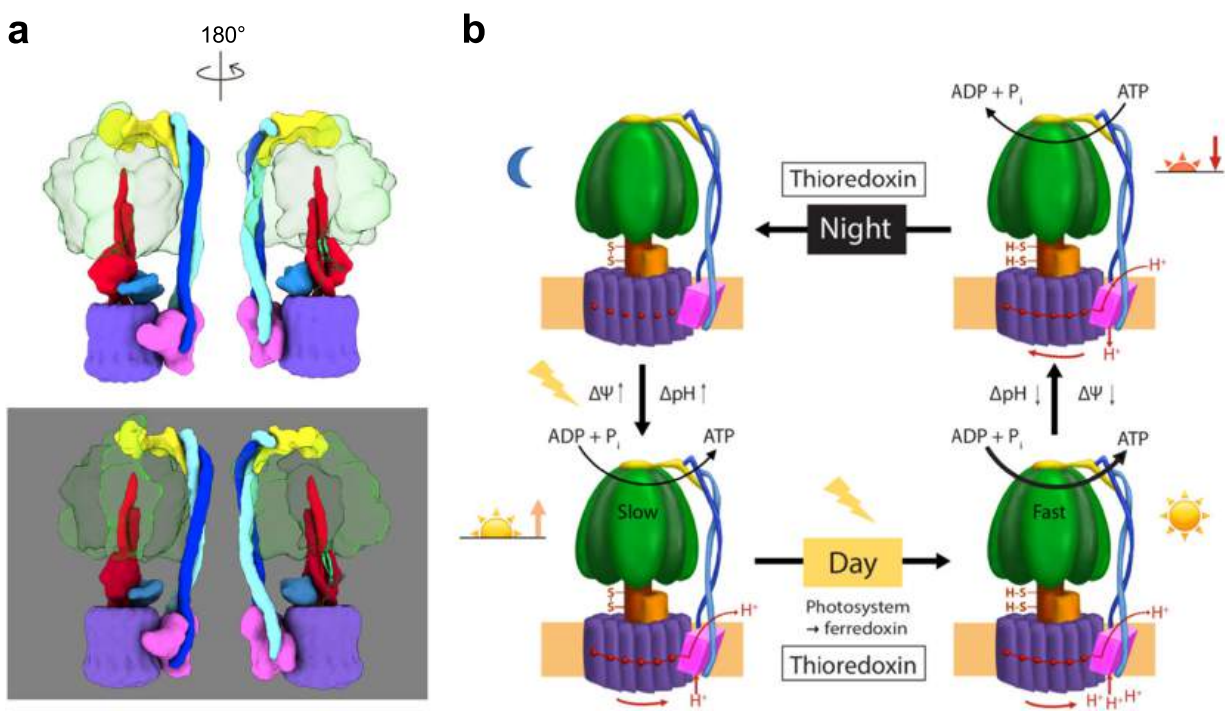 a
180°
b
ADP + Pi
ATP
Thioredoxin
Night
S
S
H-S
H-S
H⁺
H⁺
ΔΨ↑
ΔpH↑
ΔpH↓
ΔΨ↓
ADP + Pi
ATP
ADP + Pi
ATP
Slow
Fast
Day
S
S
Photosystem
→ ferredoxin
Thioredoxin
H-S
H-S
H⁺
H⁺
H⁺
H⁺ H⁺ H⁺